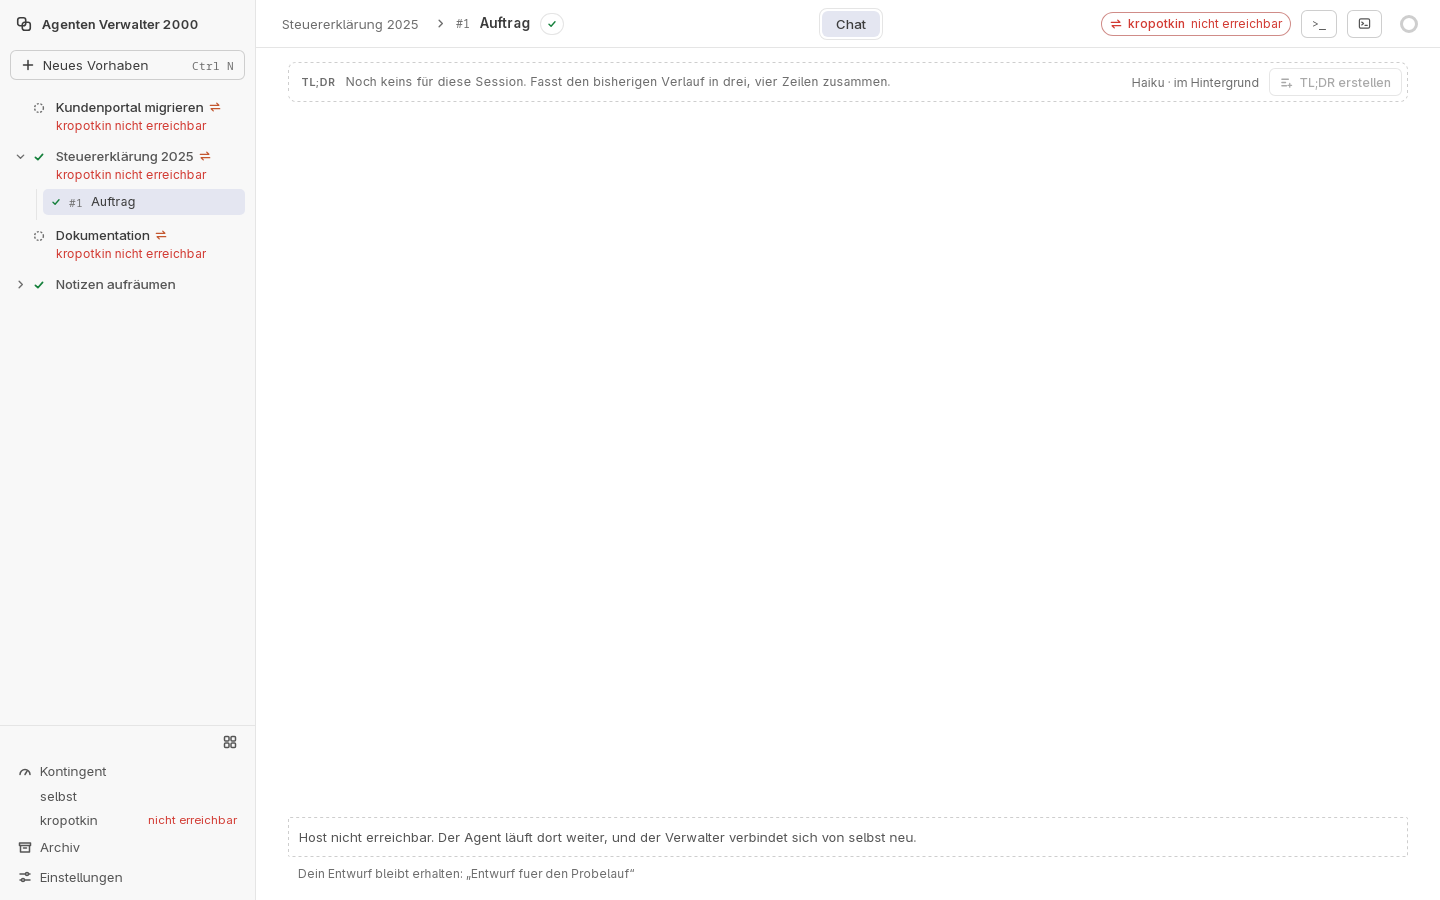 Agenten Verwalter 2000
Neues Vorhaben Ctrl N
Kundenportal migrieren
kropotkin nicht erreichbar
Steuererklärung 2025
kropotkin nicht erreichbar
#1 Auftrag
Dokumentation
kropotkin nicht erreichbar
Notizen aufräumen
Kontingent
selbst
kropotkin nicht erreichbar
Archiv
Einstellungen
Steuererklärung 2025 #1 Auftrag
Chat
kropotkin nicht erreichbar
>_
TL;DR Noch keins für diese Session. Fasst den bisherigen Verlauf in drei, vier Zeilen zusammen.
Haiku · im Hintergrund TL;DR erstellen
Host nicht erreichbar. Der Agent läuft dort weiter, und der Verwalter verbindet sich von selbst neu.
Dein Entwurf bleibt erhalten: „Entwurf fuer den Probelauf“